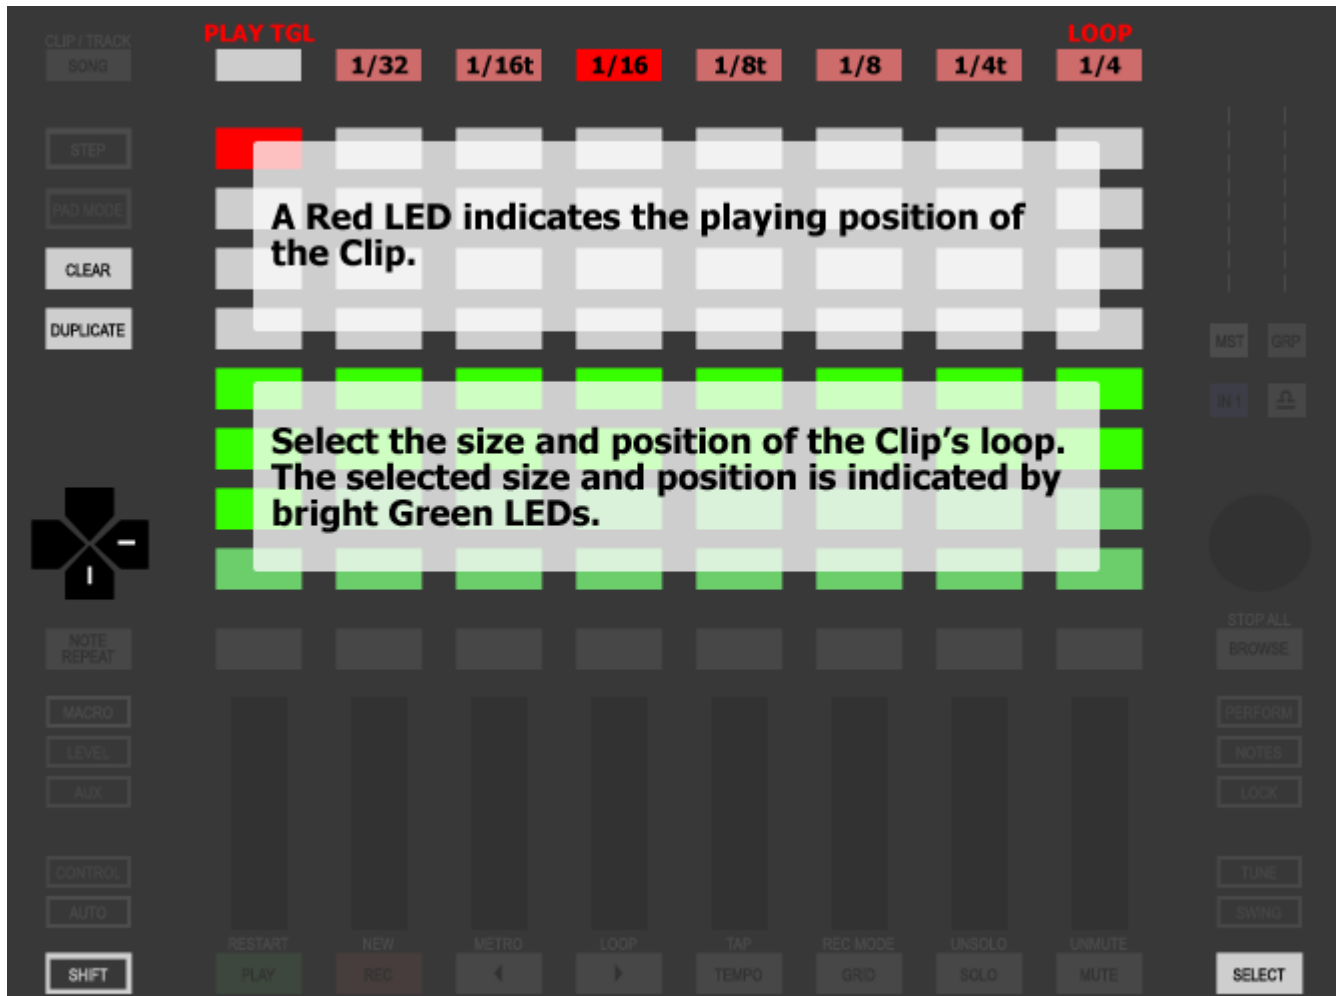 CLIP / TRACK
SONG
PLAY TGL
LOOP
1/32 1/16t 1/16 1/8t 1/8 1/4t 1/4
STEP
PAD MODE
CLEAR
DUPLICATE
A Red LED indicates the playing position of
the Clip.
MST GRP
IN 1
Select the size and position of the Clip’s loop.
The selected size and position is indicated by
bright Green LEDs.
NOTE
REPEAT
STOP ALL
BROWSE
MACRO
LEVEL
AUX
PERFORM
NOTES
LOCK
CONTROL
AUTO
TUNE
SWING
RESTART NEW METRO LOOP TAP REC MODE UNSOLO UNMUTE
SHIFT PLAY REC TEMPO GRID SOLO MUTE SELECT